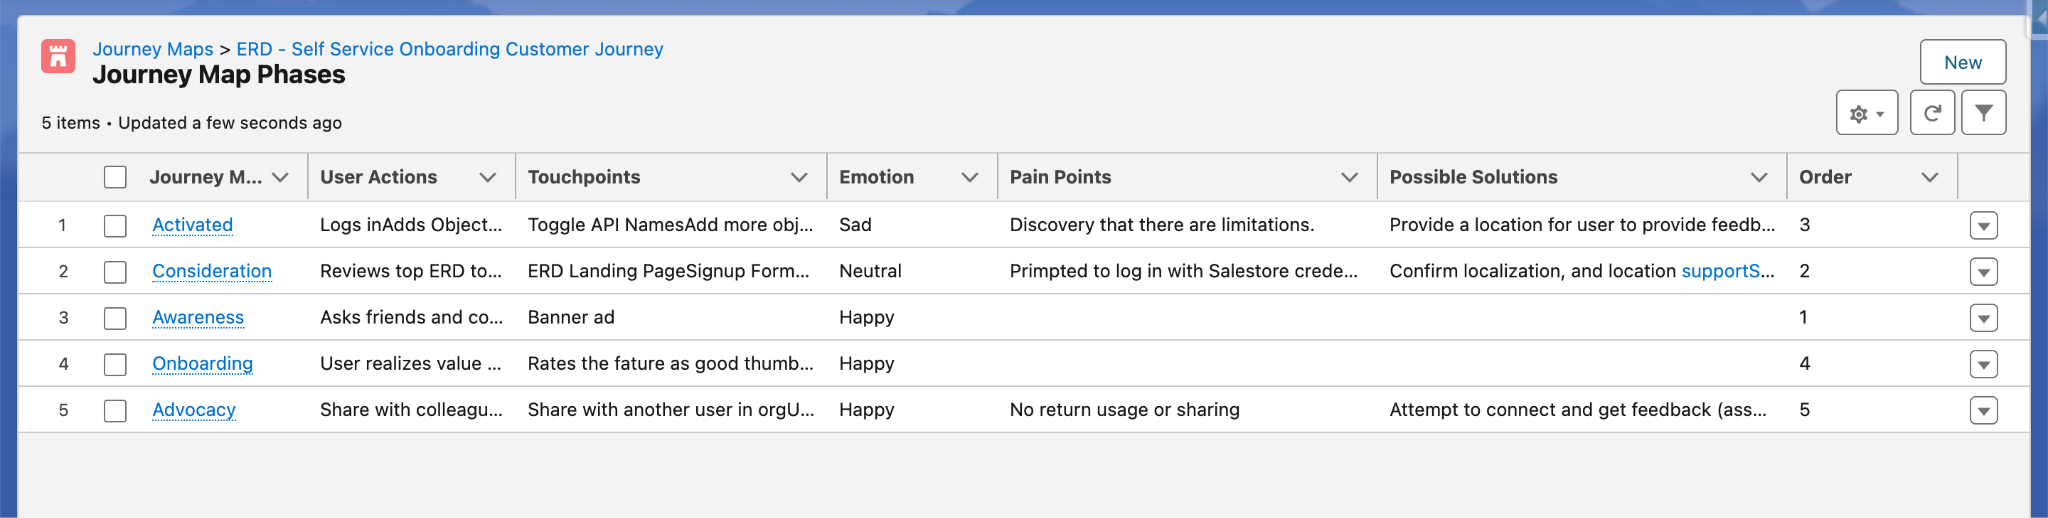 Journey Maps > ERD - Self Service Onboarding Customer Journey
Journey Map Phases
New
5 items • Updated a few seconds ago
Journey M... User Actions Touchpoints Emotion Pain Points Possible Solutions Order
1 Activated Logs inAdds Object... Toggle API NamesAdd more obj... Sad Discovery that there are limitations. Provide a location for user to provide feedb... 3
2 Consideration Reviews top ERD to... ERD Landing PageSignup Form... Neutral Primpted to log in with Salestore crede... Confirm localization, and location supportS... 2
3 Awareness Asks friends and co... Banner ad Happy 1
4 Onboarding User realizes value ... Rates the fature as good thumb... Happy 4
5 Advocacy Share with colleagu... Share with another user in orgU... Happy No return usage or sharing Attempt to connect and get feedback (ass... 5